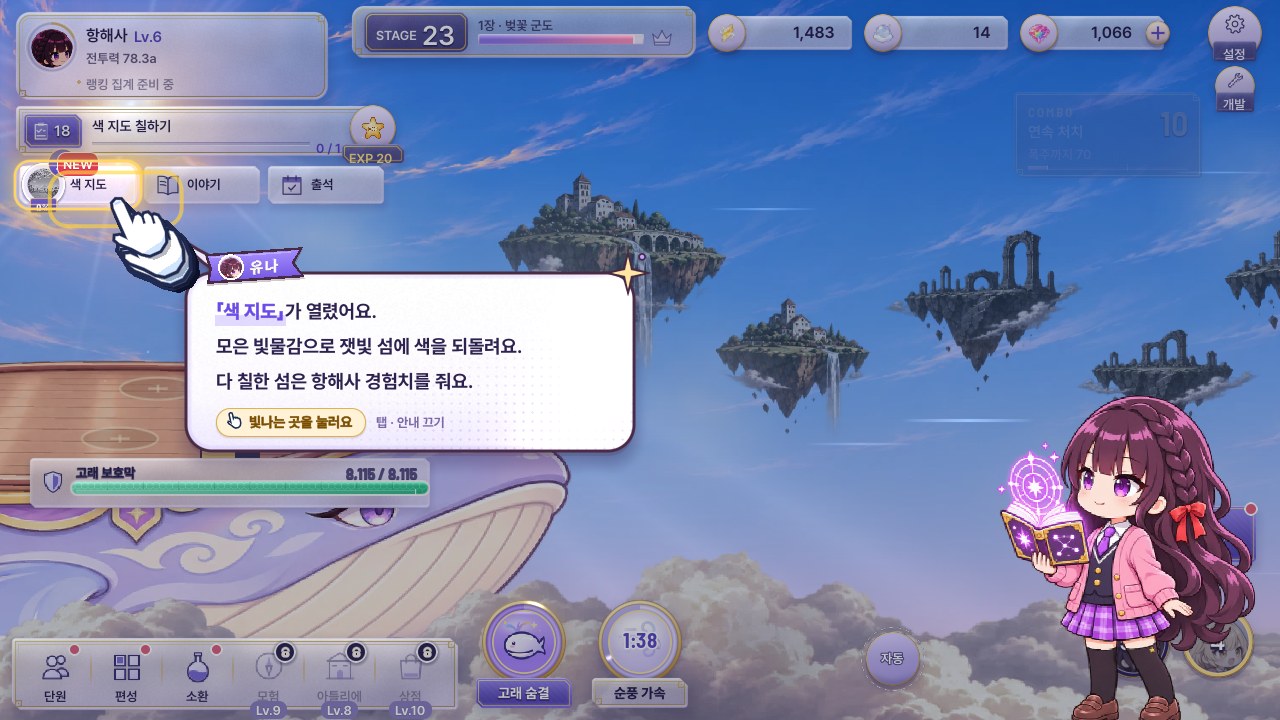 항해사 Lv.6
전투력 78.3a
* 랭킹 집계 준비 중
STAGE 23
1장 · 벚꽃 군도
1,483
14
1,066
설정
개발
18
색 지도 칠하기
0 / 1
EXP 20
NEW
색 지도
이야기
출석
COMBO
연속 처치
10
폭주까지 70
유나
「색 지도」가 열렸어요.
모은 빛물감으로 잿빛 섬에 색을 되돌려요.
다 칠한 섬은 항해사 경험치를 줘요.
빛나는 곳을 눌러요
탭 · 안내 끄기
고래 보호막
8,115 / 8,115
단원
편성
소환
모험
Lv.9
아틀리에
Lv.8
상점
Lv.10
고래 숨결
1:38
순풍 가속
자동